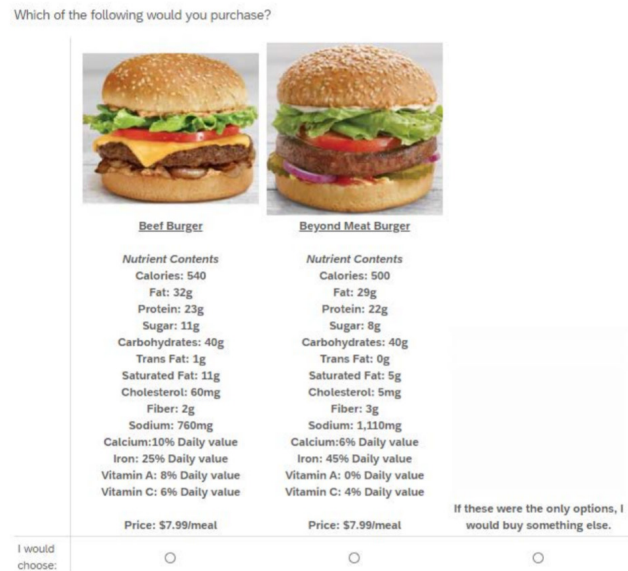 Which of the following would you purchase?
Beef Burger
Nutrient Contents
Calories: 540
Fat: 32g
Protein: 23g
Sugar: 11g
Carbohydrates: 40g
Trans Fat: 1g
Saturated Fat: 11g
Cholesterol: 60mg
Fiber: 2g
Sodium: 760mg
Calcium:10% Daily value
Iron: 25% Daily value
Vitamin A: 8% Daily value
Vitamin C: 6% Daily value
Price: $7.99/meal
Beyond Meat Burger
Nutrient Contents
Calories: 500
Fat: 29g
Protein: 22g
Sugar: 8g
Carbohydrates: 40g
Trans Fat: 0g
Saturated Fat: 5g
Cholesterol: 5mg
Fiber: 3g
Sodium: 1,110mg
Calcium:6% Daily value
Iron: 45% Daily value
Vitamin A: 0% Daily value
Vitamin C: 4% Daily value
Price: $7.99/meal
If these were the only options, I
would buy something else.
I would
choose: